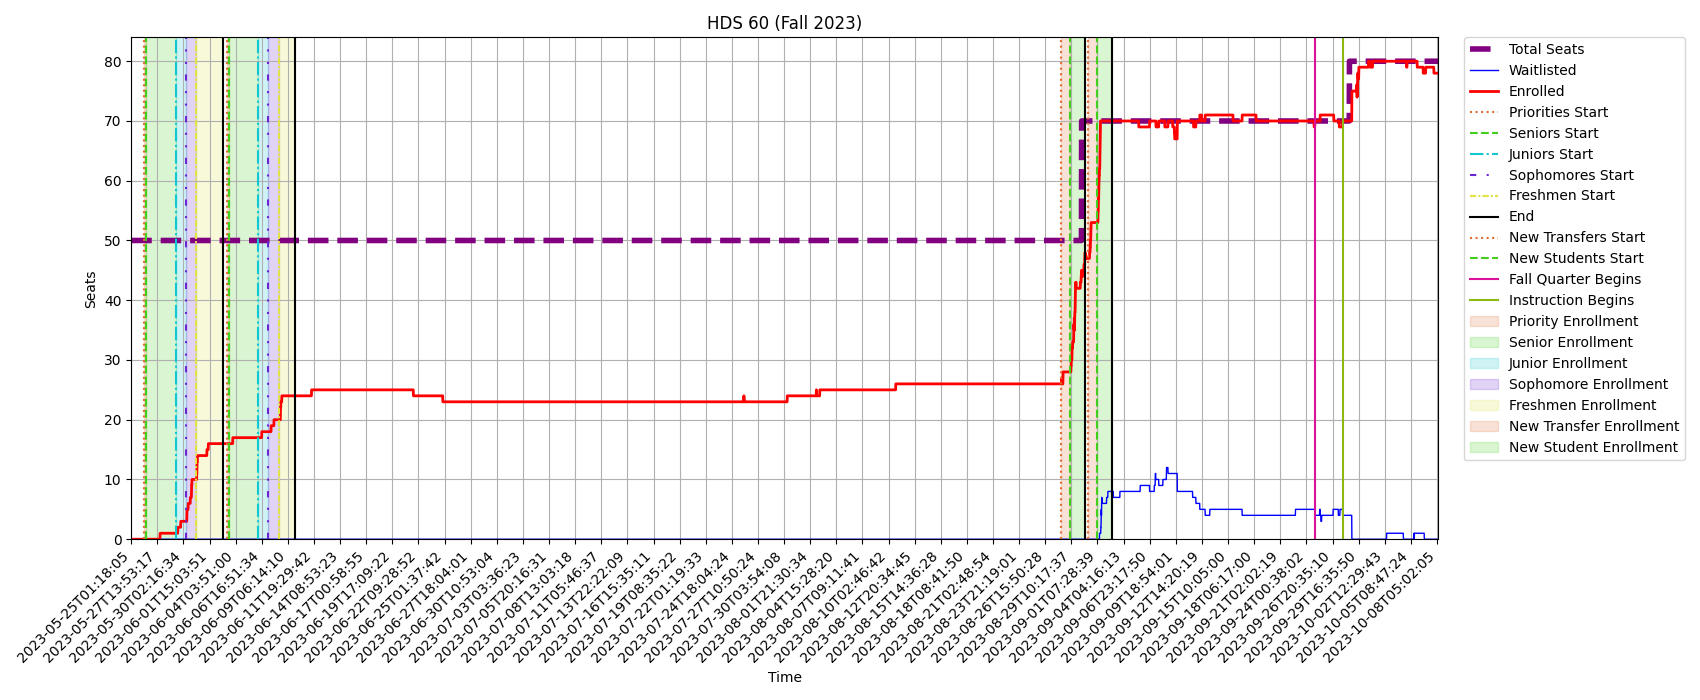 HDS 60 (Fall 2023)
Seats
80
70
60
50
40
30
20
10
0
2023-05-25T01:18:05
2023-05-27T13:53:17
2023-05-30T02:16:34
2023-06-01T15:03:51
2023-06-04T03:51:00
2023-06-06T16:51:34
2023-06-09T06:14:10
2023-06-11T19:29:42
2023-06-14T08:53:23
2023-06-17T00:58:55
2023-06-19T17:09:22
2023-06-22T09:28:52
2023-06-25T01:37:42
2023-06-27T18:04:01
2023-06-30T10:53:04
2023-07-03T03:36:23
2023-07-05T20:16:31
2023-07-08T13:03:18
2023-07-11T05:46:37
2023-07-13T22:22:09
2023-07-16T15:35:11
2023-07-19T08:35:22
2023-07-22T01:19:33
2023-07-24T18:04:24
2023-07-27T10:50:24
2023-07-30T03:54:08
2023-08-01T21:30:34
2023-08-04T15:28:20
2023-08-07T09:11:41
2023-08-10T02:46:42
2023-08-12T20:34:45
2023-08-15T14:36:28
2023-08-18T08:41:50
2023-08-21T02:48:54
2023-08-23T21:19:01
2023-08-26T15:50:28
2023-08-29T10:17:37
2023-09-01T07:28:39
2023-09-04T04:16:13
2023-09-06T23:17:50
2023-09-09T18:54:01
2023-09-12T14:20:19
2023-09-15T10:05:00
2023-09-18T06:17:00
2023-09-21T02:02:19
2023-09-24T00:38:02
2023-09-26T20:35:10
2023-09-29T16:35:50
2023-10-02T12:29:43
2023-10-05T08:47:24
2023-10-08T05:02:05
Time
Total Seats
Waitlisted
Enrolled
Priorities Start
Seniors Start
Juniors Start
Sophomores Start
Freshmen Start
End
New Transfers Start
New Students Start
Fall Quarter Begins
Instruction Begins
Priority Enrollment
Senior Enrollment
Junior Enrollment
Sophomore Enrollment
Freshmen Enrollment
New Transfer Enrollment
New Student Enrollment